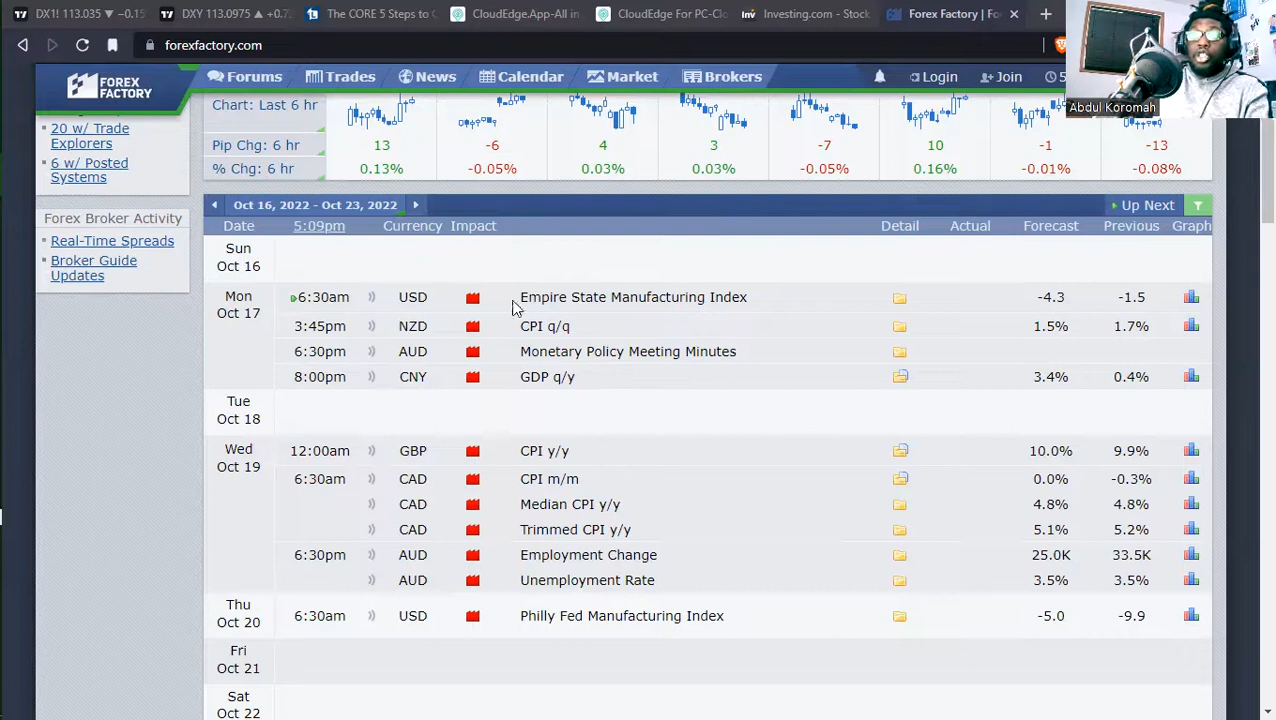 DX1! 113.035 ▼ −0.15
DXY 113.0975 ▲ +0.7
The CORE 5 Steps to C
CloudEdge.App-All in
CloudEdge For PC-Clo
Investing.com - Stock
Forex Factory | Fo
forexfactory.com
FOREX FACTORY
Forums
Trades
News
Calendar
Market
Brokers
Login
Join
Abdul Koromah
20 w/ Trade
Explorers
6 w/ Posted
Systems
Forex Broker Activity
Real-Time Spreads
Broker Guide
Updates
Chart: Last 6 hr
Pip Chg: 6 hr 13 -6 4 3 -7 10 -1 -13
% Chg: 6 hr 0.13% -0.05% 0.03% 0.03% -0.05% 0.16% -0.01% -0.08%
Oct 16, 2022 - Oct 23, 2022 Up Next
Date 5:09pm Currency Impact Detail Actual Forecast Previous Graph
Sun
Oct 16
Mon
Oct 17
6:30am USD Empire State Manufacturing Index -4.3 -1.5
3:45pm NZD CPI q/q 1.5% 1.7%
6:30pm AUD Monetary Policy Meeting Minutes
8:00pm CNY GDP q/y 3.4% 0.4%
Tue
Oct 18
Wed
Oct 19
12:00am GBP CPI y/y 10.0% 9.9%
6:30am CAD CPI m/m 0.0% -0.3%
CAD Median CPI y/y 4.8% 4.8%
CAD Trimmed CPI y/y 5.1% 5.2%
6:30pm AUD Employment Change 25.0K 33.5K
AUD Unemployment Rate 3.5% 3.5%
Thu
Oct 20
6:30am USD Philly Fed Manufacturing Index -5.0 -9.9
Fri
Oct 21
Sat
Oct 22